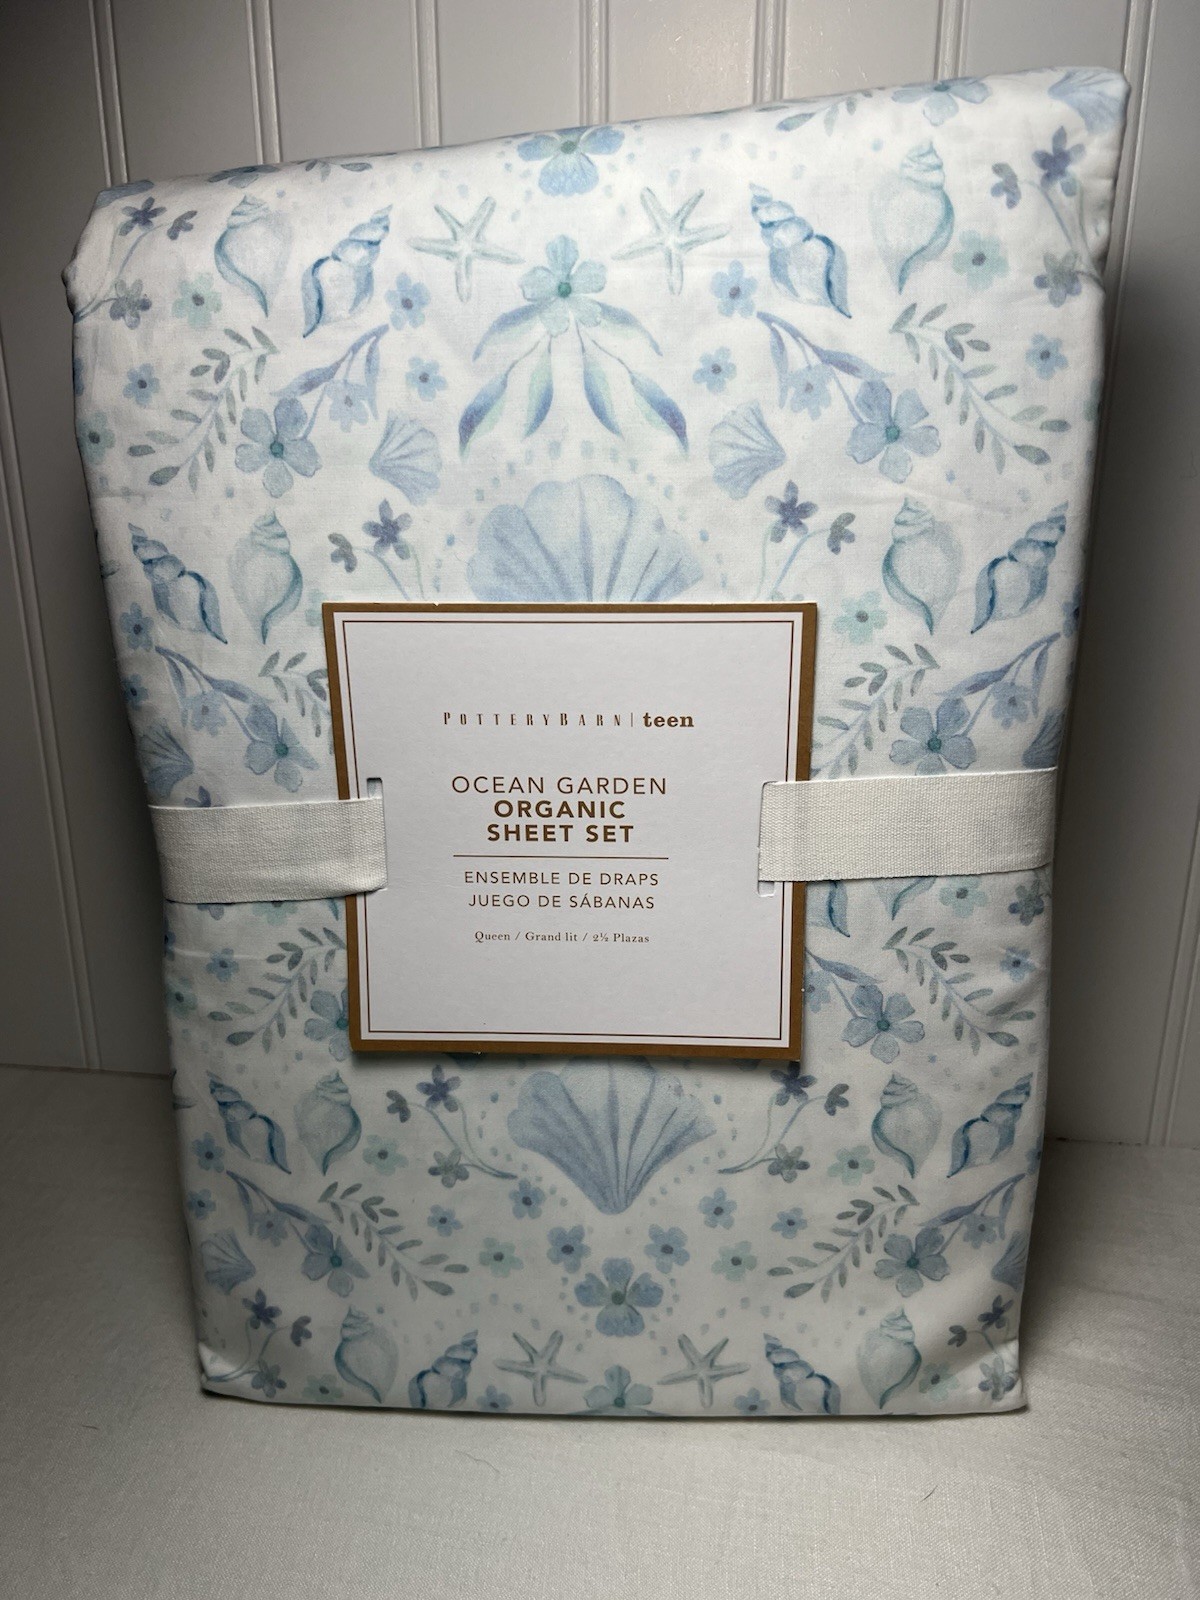 POTTERYBARN | teen
OCEAN GARDEN
ORGANIC
SHEET SET
ENSEMBLE DE DRAPS
JUEGO DE SÁBANAS
Queen / Grand lit / 2½ Plazas